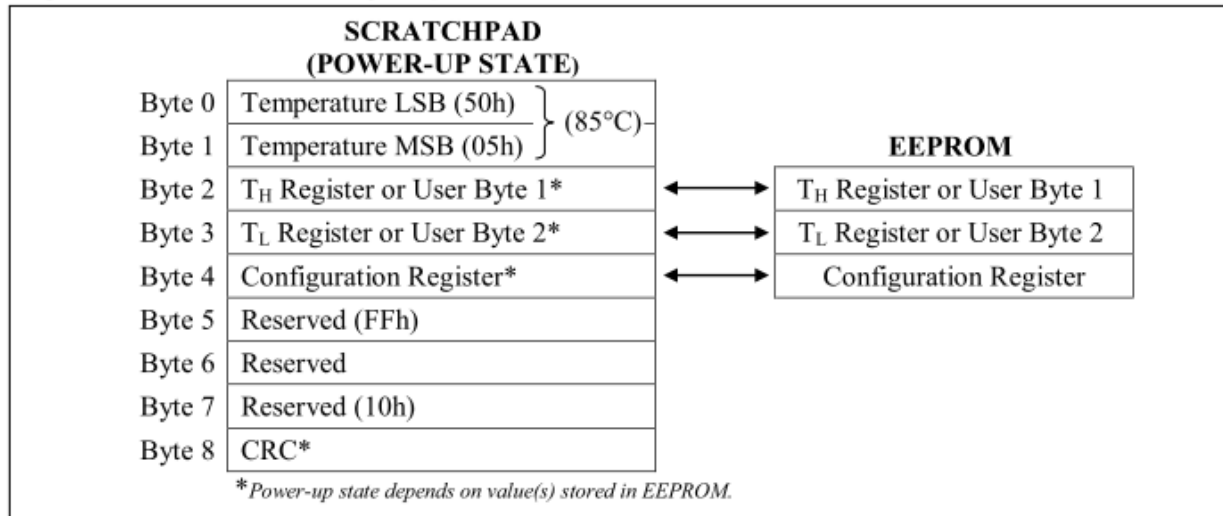 SCRATCHPAD
(POWER-UP STATE)
Byte 0 Temperature LSB (50h)
(85°C)
Byte 1 Temperature MSB (05h)
EEPROM
Byte 2 TH Register or User Byte 1* TH Register or User Byte 1
Byte 3 TL Register or User Byte 2* TL Register or User Byte 2
Byte 4 Configuration Register* Configuration Register
Byte 5 Reserved (FFh)
Byte 6 Reserved
Byte 7 Reserved (10h)
Byte 8 CRC*
*Power-up state depends on value(s) stored in EEPROM.